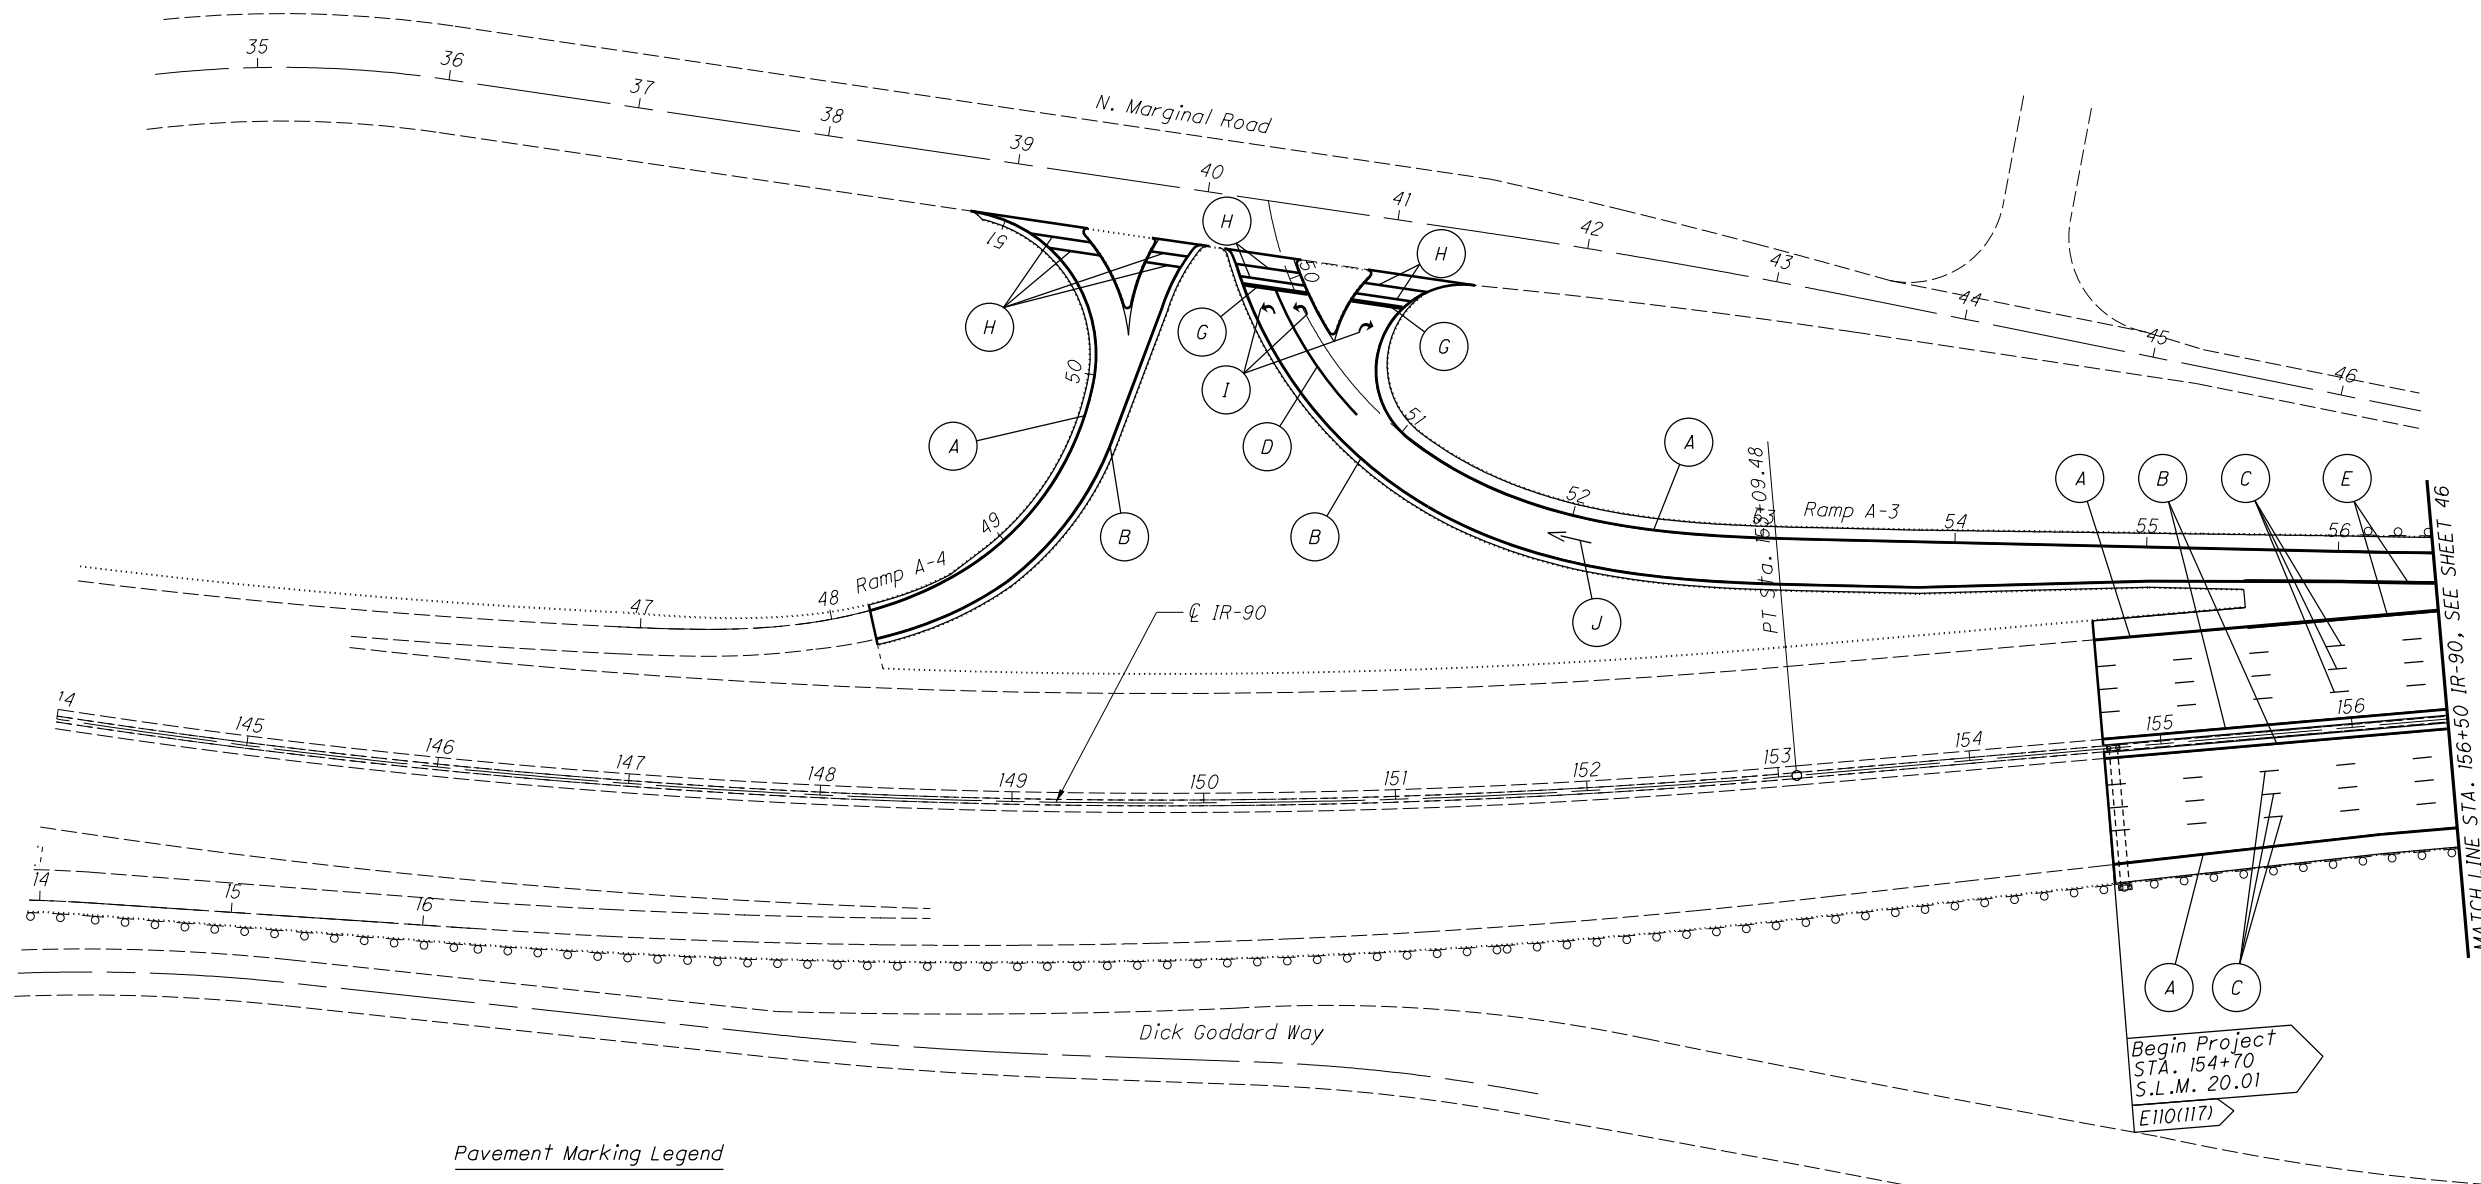 35
36
37
38
39
40
41
42
43
44
45
46
N. Marginal Road
H
H
51
50
H
G
G
I
50
A
D
51
A
B
B
49
48
47
Ramp A-4
52
53
Ramp A-3
54
55
56
PT Sta. 153+09.48
A
B
C
E
J
℄ IR-90
MATCH LINE STA. 156+50 IR-90, SEE SHEET 46
14
145
146
147
148
149
150
151
152
153
154
155
156
14
15
16
A
C
Dick Goddard Way
Begin Project
STA. 154+70
S.L.M. 20.01
E110(117)
Pavement Marking Legend